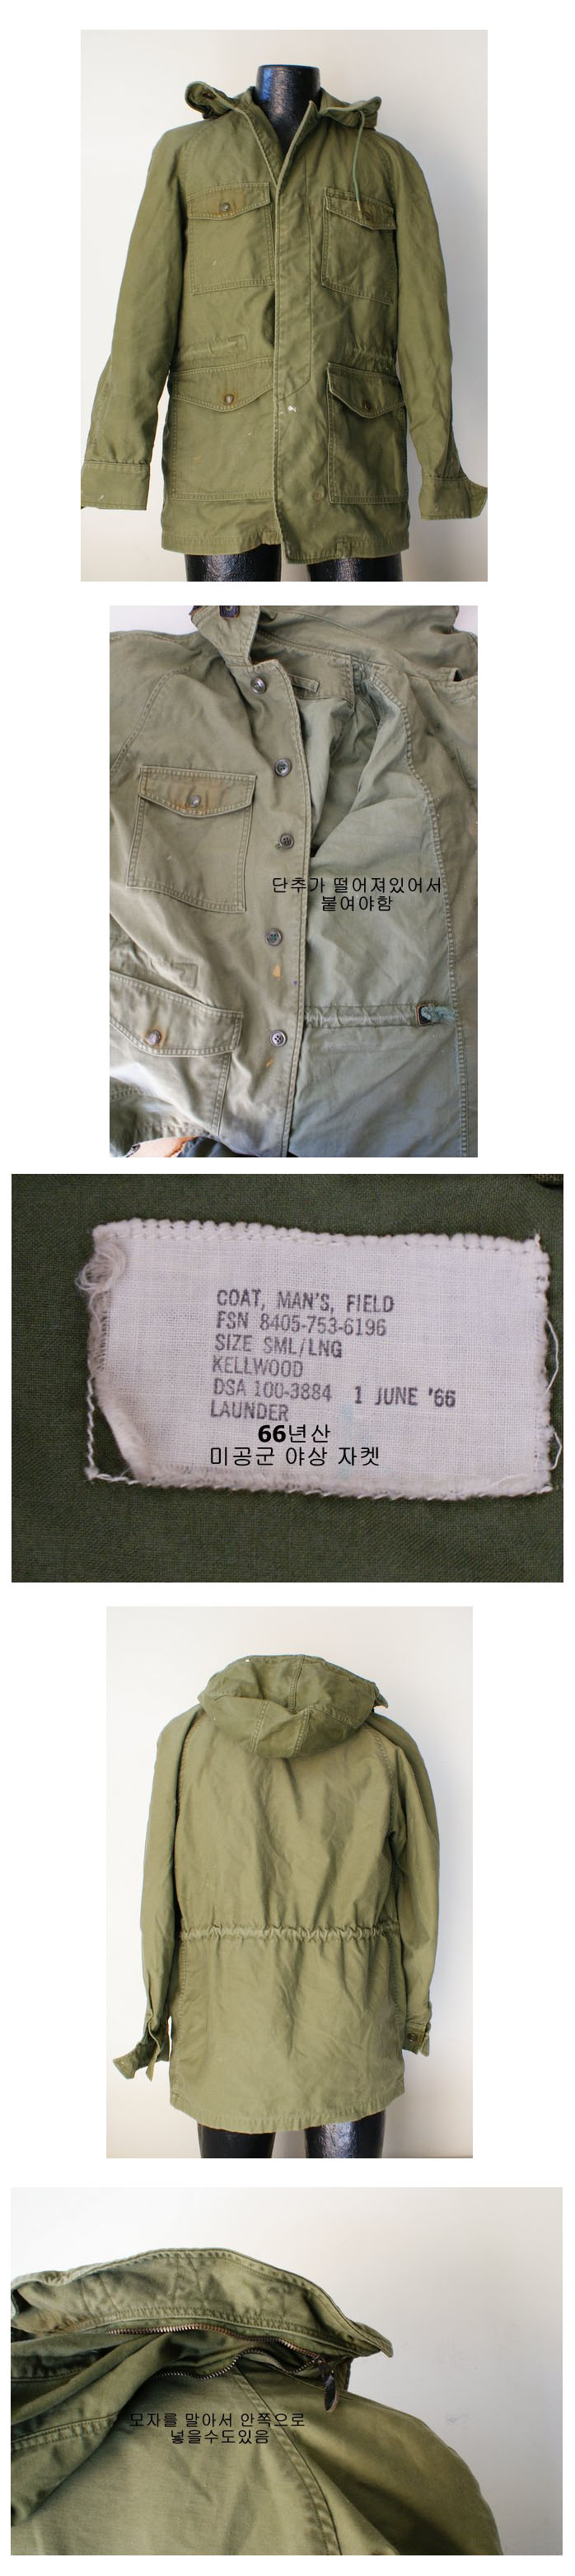 단추가 떨어져있어서
붙여야함
COAT, MAN'S, FIELD
FSN 8405-753-6196
SIZE SML/LNG
KELLWOOD
DSA 100-3884 1 JUNE '66
LAUNDER
66년산
미공군 야상 자켓
모자를 말아서 안쪽으로
넣을수도있음